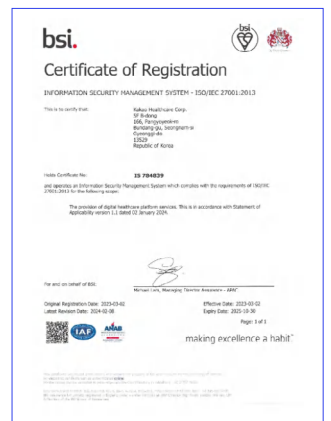 bsi.
bsi
Certificate of Registration
INFORMATION SECURITY MANAGEMENT SYSTEM - ISO/IEC 27001:2013
This is to certify that:
Kakao Healthcare Corp.
5F B-dong
166, Pangyoyeok-ro
Bundang-gu, Seongnam-si
Gyeonggi-do
13529
Republic of Korea
Holds Certificate No:
IS 784839
and operates an Information Security Management System which complies with the requirements of ISO/IEC
27001:2013 for the following scope:
The provision of digital healthcare platform services. This is in accordance with Statement of
Applicability version 1.1 dated 02 January 2024.
For and on behalf of BSI:
Managing Director Assurance - APAC
Original Registration Date: 2023-03-02
Effective Date: 2023-03-02
Latest Revision Date: 2024-02-08
Expiry Date: 2025-10-30
Page: 1 of 1
IAF
ANAB
making excellence a habit.